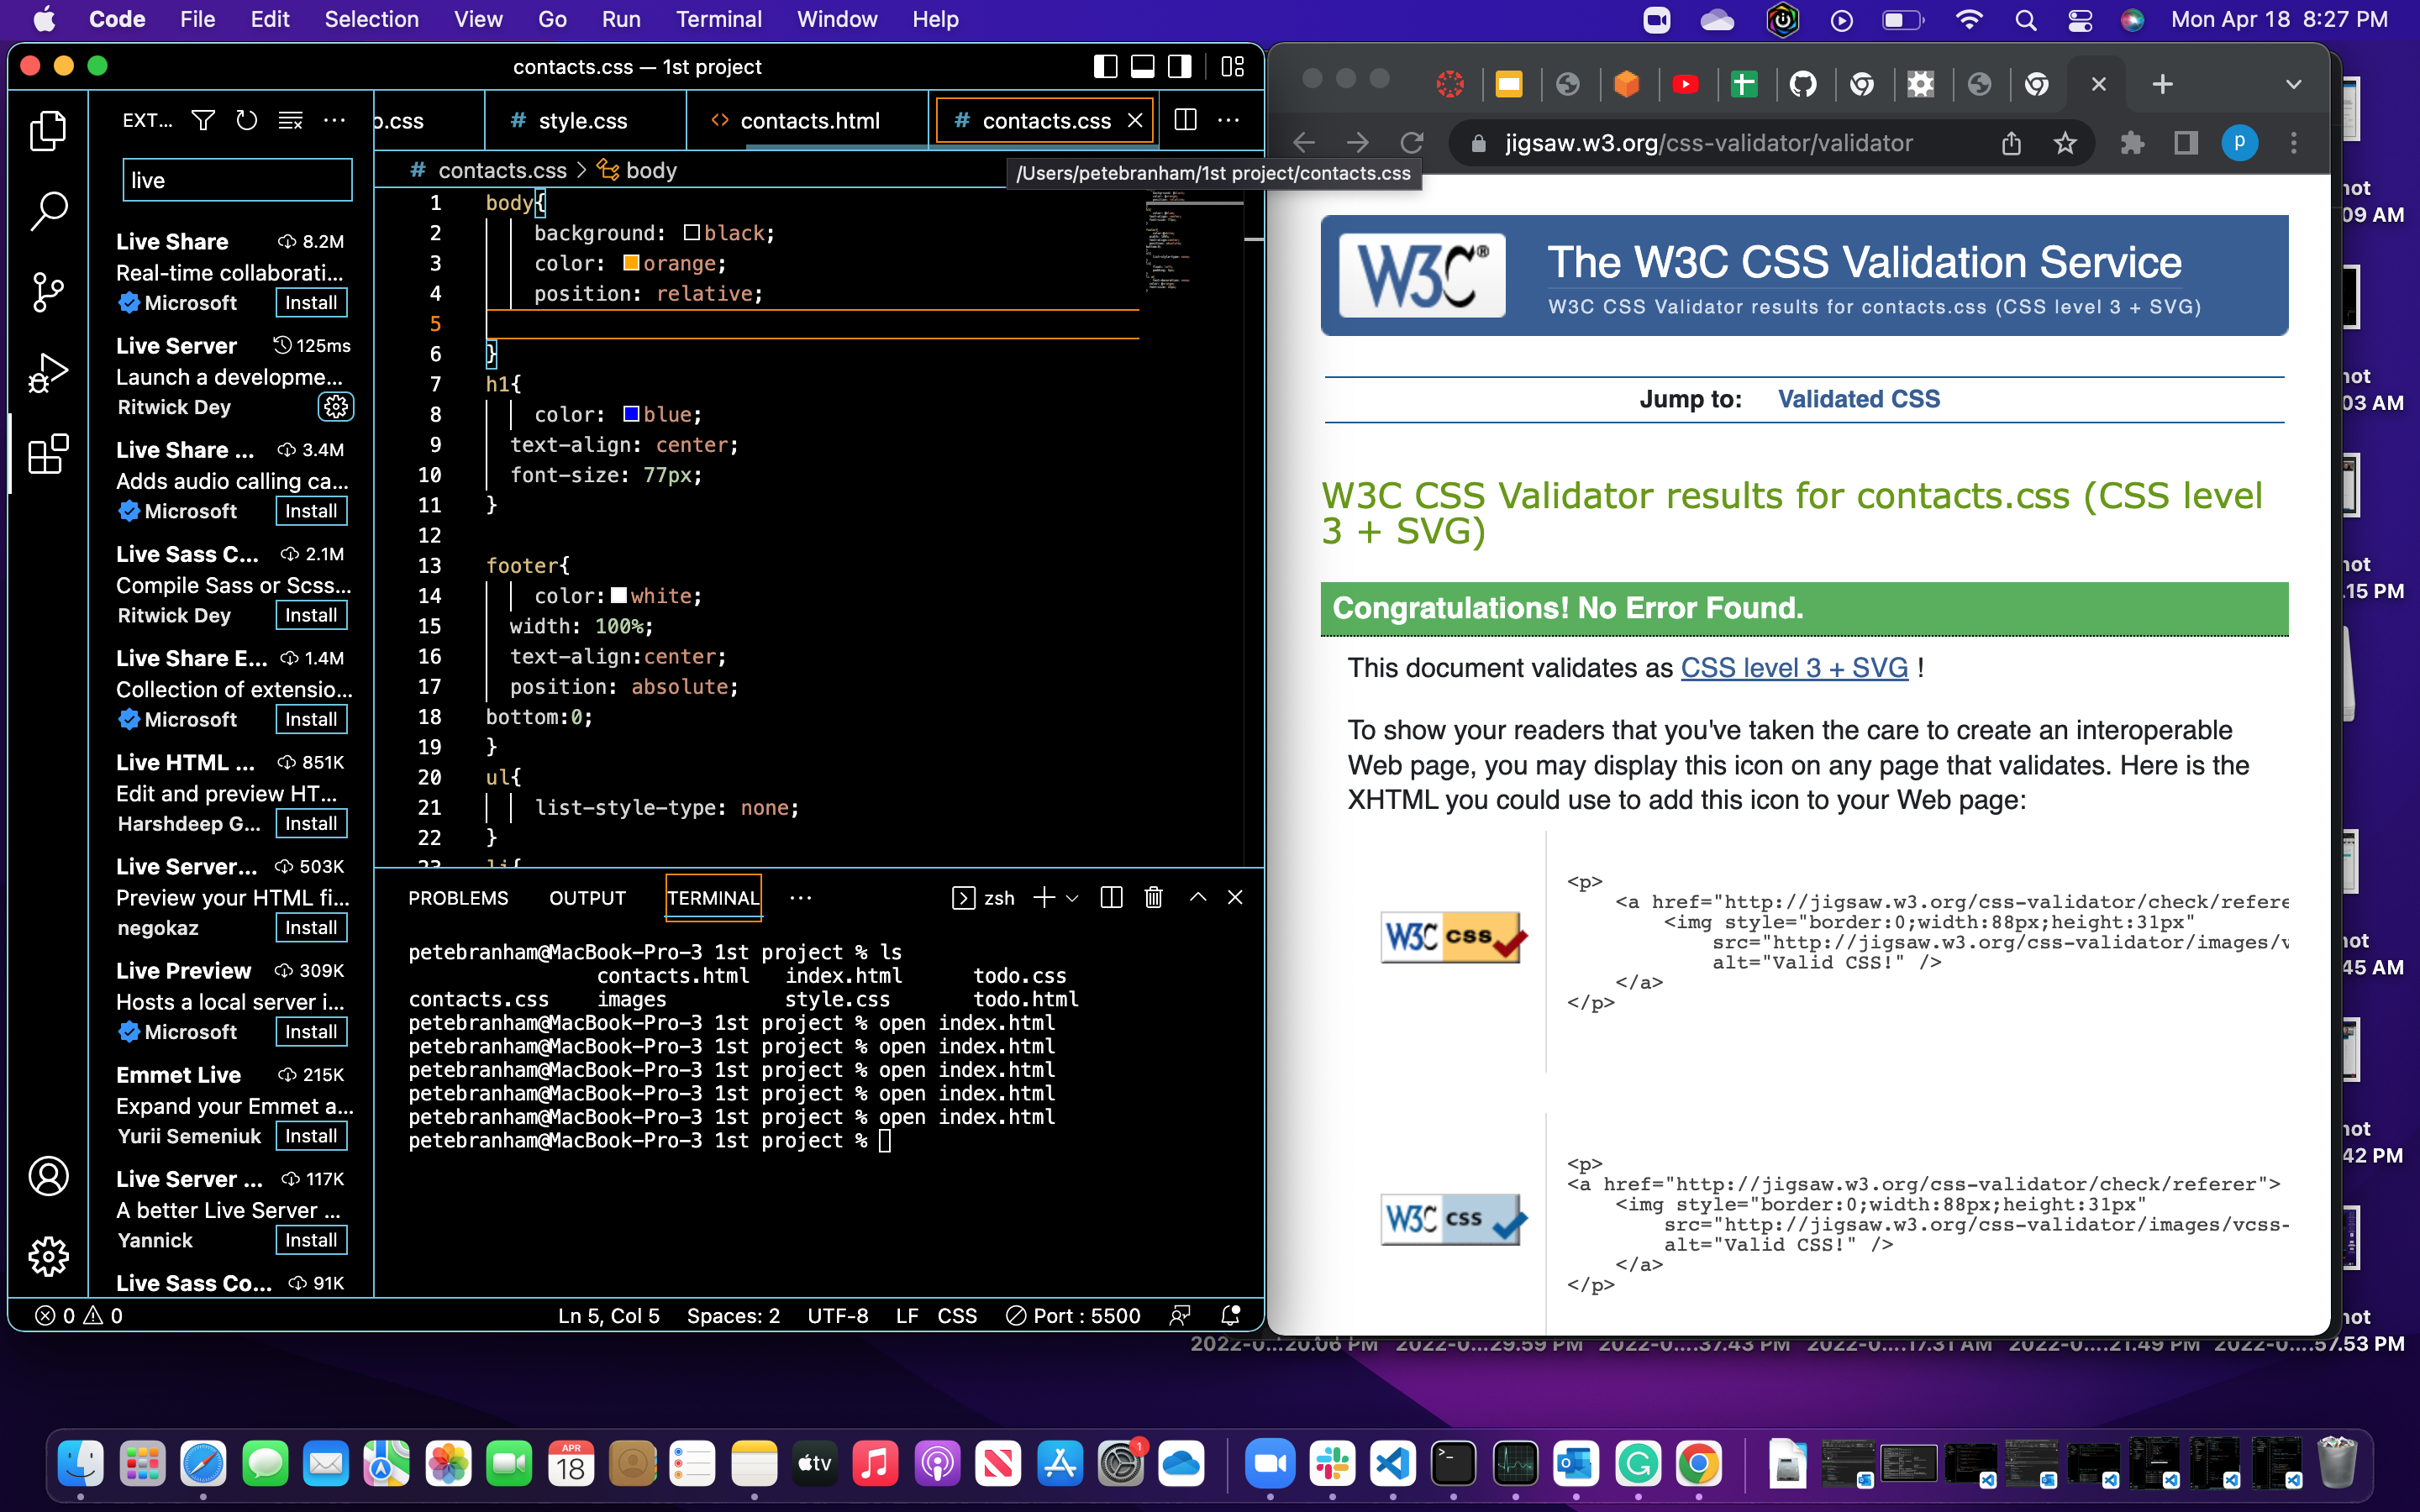 Code File Edit Selection View Go Run Terminal Window Help Mon Apr 18 8:27 PM
contacts.css — 1st project
EXT...
live
Live Share 8.2M
Real-time collaborati...
Microsoft Install
Live Server 125ms
Launch a developme...
Ritwick Dey
Live Share ... 3.4M
Adds audio calling ca...
Microsoft Install
Live Sass C... 2.1M
Compile Sass or Scss...
Ritwick Dey Install
Live Share E... 1.4M
Collection of extensio...
Microsoft Install
Live HTML ... 851K
Edit and preview HT...
Harshdeep G... Install
Live Server... 503K
Preview your HTML fi...
negokaz Install
Live Preview 309K
Hosts a local server i...
Microsoft Install
Emmet Live 215K
Expand your Emmet a...
Yurii Semeniuk Install
Live Server ... 117K
A better Live Server ...
Yannick Install
Live Sass Co... 91K
o.css # style.css <> contacts.html # contacts.css
# contacts.css > body
/Users/petebranham/1st project/contacts.css
1 body{
2 background: black;
3 color: orange;
4 position: relative;
5
6 }
7 h1{
8 color: blue;
9 text-align: center;
10 font-size: 77px;
11 }
12
13 footer{
14 color: white;
15 width: 100%;
16 text-align:center;
17 position: absolute;
18 bottom:0;
19 }
20 ul{
21 list-style-type: none;
22 }
23 li{
PROBLEMS OUTPUT TERMINAL ... zsh
petebranham@MacBook-Pro-3 1st project % ls
contacts.html index.html todo.css
contacts.css images style.css todo.html
petebranham@MacBook-Pro-3 1st project % open index.html
petebranham@MacBook-Pro-3 1st project % open index.html
petebranham@MacBook-Pro-3 1st project % open index.html
petebranham@MacBook-Pro-3 1st project % open index.html
petebranham@MacBook-Pro-3 1st project % open index.html
petebranham@MacBook-Pro-3 1st project %
0 0 Ln 5, Col 5 Spaces: 2 UTF-8 LF CSS Port : 5500
jigsaw.w3.org/css-validator/validator p
W3C® The W3C CSS Validation Service
W3C CSS Validator results for contacts.css (CSS level 3 + SVG)
Jump to: Validated CSS
W3C CSS Validator results for contacts.css (CSS level
3 + SVG)
Congratulations! No Error Found.
This document validates as CSS level 3 + SVG !
To show your readers that you've taken the care to create an interoperable
Web page, you may display this icon on any page that validates. Here is the
XHTML you could use to add this icon to your Web page:
W3C css
<p>
<a href="http://jigsaw.w3.org/css-validator/check/refere
<img style="border:0;width:88px;height:31px"
src="http://jigsaw.w3.org/css-validator/images/v
alt="Valid CSS!" />
</a>
</p>
W3C css
<p>
<a href="http://jigsaw.w3.org/css-validator/check/referer">
<img style="border:0;width:88px;height:31px"
src="http://jigsaw.w3.org/css-validator/images/vcss-
alt="Valid CSS!" />
</a>
</p>
not
09 AM
not
03 AM
not
.15 PM
not
45 AM
not
42 PM
not
2022-0...20.06 PM 2022-0...29.59 PM 2022-0....37.43 PM 2022-0....17.31 AM 2022-0....21.49 PM 2022-0....57.53 PM
APR
18
tv
1